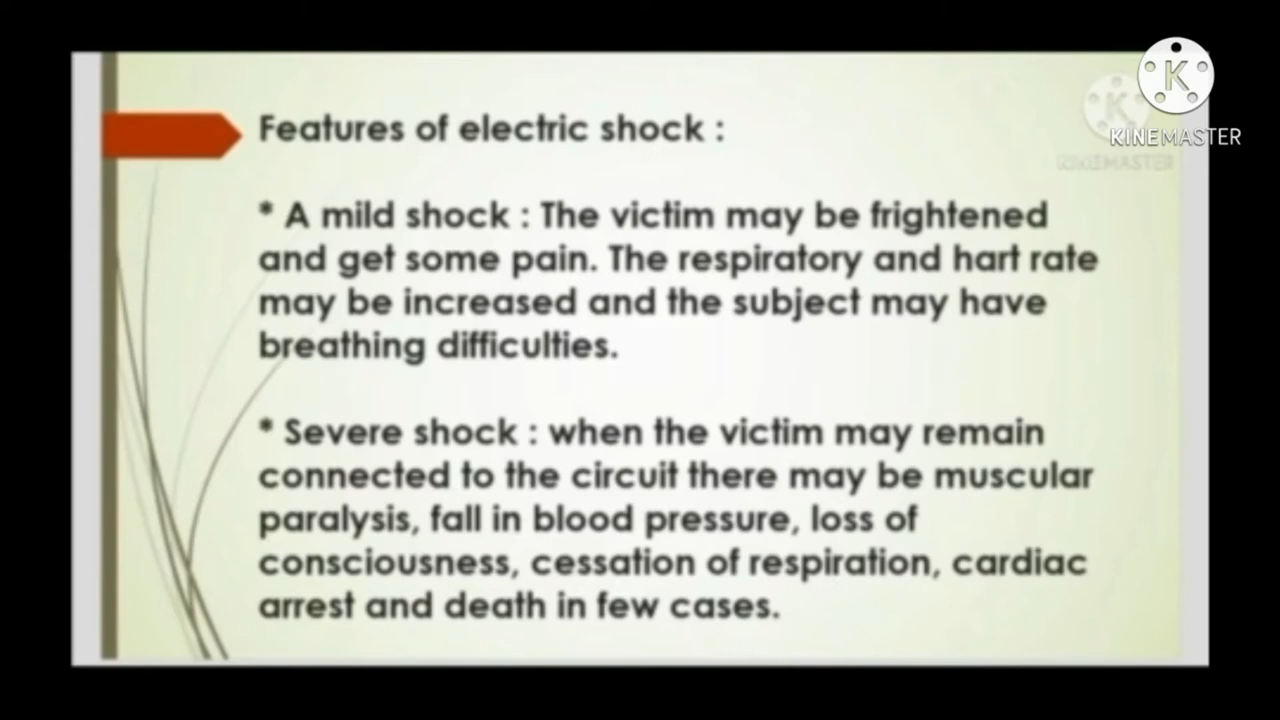 K
KINEMASTER
K
KINEMASTER
Features of electric shock :
* A mild shock : The victim may be frightened
and get some pain. The respiratory and hart rate
may be increased and the subject may have
breathing difficulties.
* Severe shock : when the victim may remain
connected to the circuit there may be muscular
paralysis, fall in blood pressure, loss of
consciousness, cessation of respiration, cardiac
arrest and death in few cases.